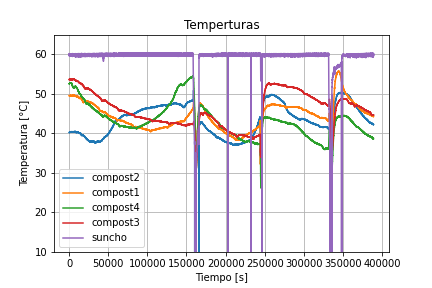 Temperturas
60
50
40
30
20
10
Temperatura [°C]
compost2
compost1
compost4
compost3
suncho
0 50000 100000 150000 200000 250000 300000 350000 400000
Tiempo [s]